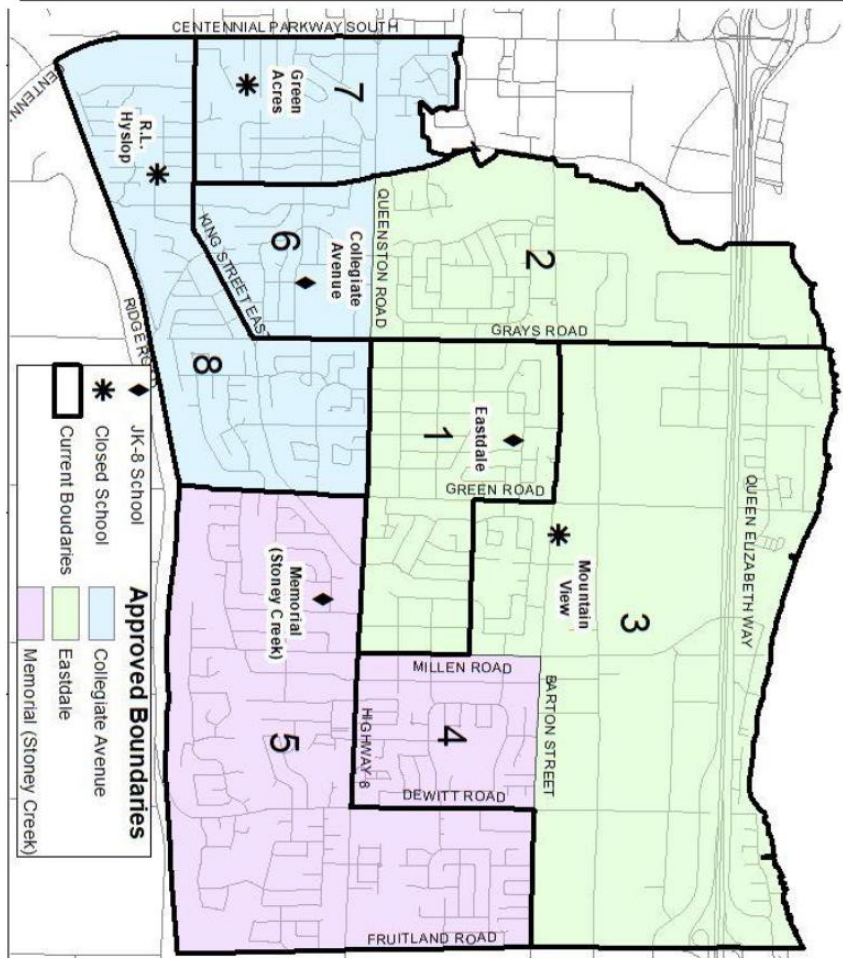 CENTENNIAL PARKWAY SOUTH
CENTENN
Green
Acres
7
R.L.
Hyslop
KING STREET EAST
6
Collegiate
Avenue
QUEENSTON ROAD
2
GRAYS ROAD
8
RIDGE RO
1
Eastdale
GREEN ROAD
Mountain
View
3
QUEEN ELIZABETH WAY
Memorial
(Stoney Creek)
MILLEN ROAD
BARTON STREET
4
5
HIGHWAY 8
DEWITT ROAD
FRUITLAND ROAD
JK-8 School
Closed School
Current Boudaries
Approved Boundaries
Collegiate Avenue
Eastdale
Memorial (Stoney Creek)